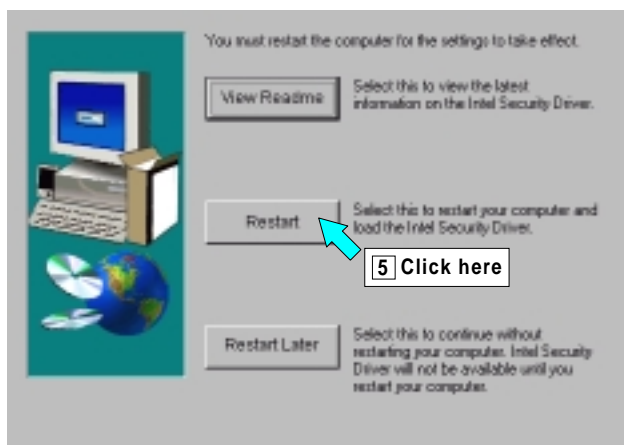 You must restart the computer for the settings to take effect.
View Readme
Select this to view the latest
information on the Intel Security Driver.
Restart
Select this to restart your computer and
load the Intel Security Driver.
5 Click here
Restart Later
Select this to continue without
restarting your computer. Intel Security
Driver will not be available until you
restart your computer.